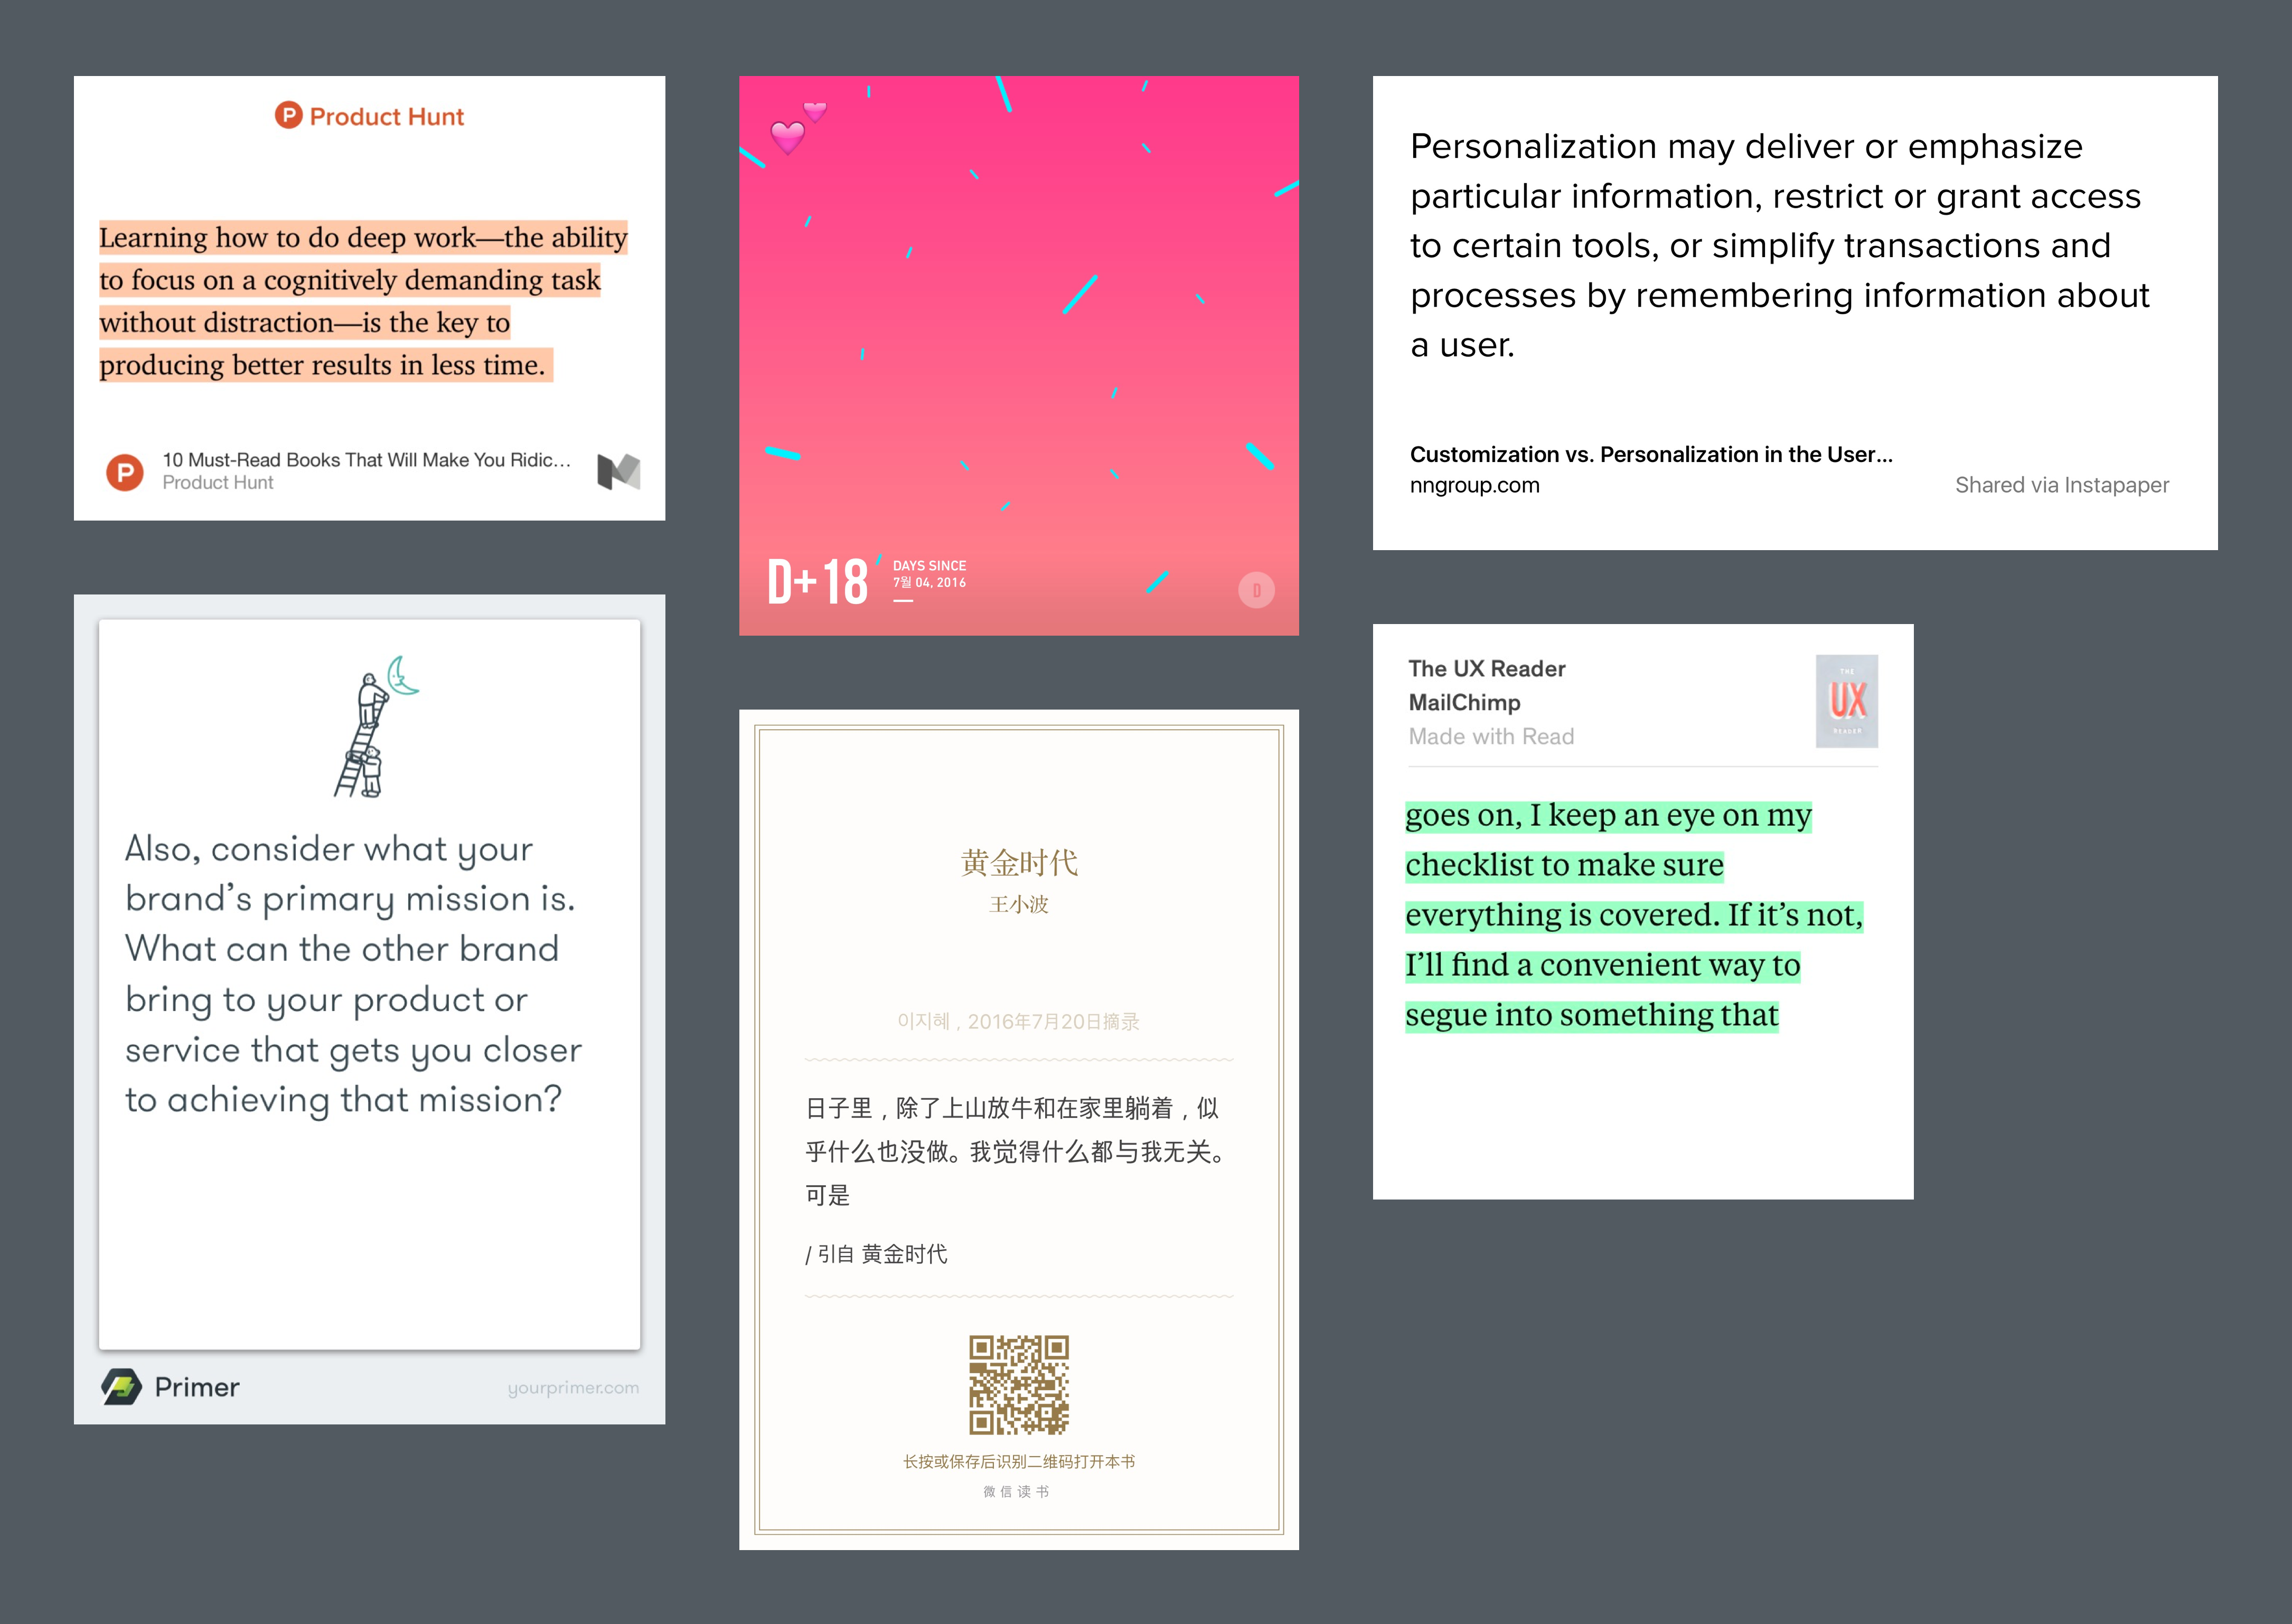 Product Hunt
Learning how to do deep work—the ability
to focus on a cognitively demanding task
without distraction—is the key to
producing better results in less time.
10 Must-Read Books That Will Make You Ridic...
Product Hunt
Also, consider what your
brand's primary mission is.
What can the other brand
bring to your product or
service that gets you closer
to achieving that mission?
Primer
yourprimer.com
D+18
DAYS SINCE
7월 04, 2016
D
黄金时代
王小波
이지혜 , 2016年7月20日摘录
日子里，除了上山放牛和在家里躺着，似
乎什么也没做。我觉得什么都与我无关。
可是
/ 引自 黄金时代
长按或保存后识别二维码打开本书
微信读书
Personalization may deliver or emphasize
particular information, restrict or grant access
to certain tools, or simplify transactions and
processes by remembering information about
a user.
Customization vs. Personalization in the User...
nngroup.com
Shared via Instapaper
The UX Reader
MailChimp
Made with Read
THE
UX
READER
goes on, I keep an eye on my
checklist to make sure
everything is covered. If it's not,
I'll find a convenient way to
segue into something that